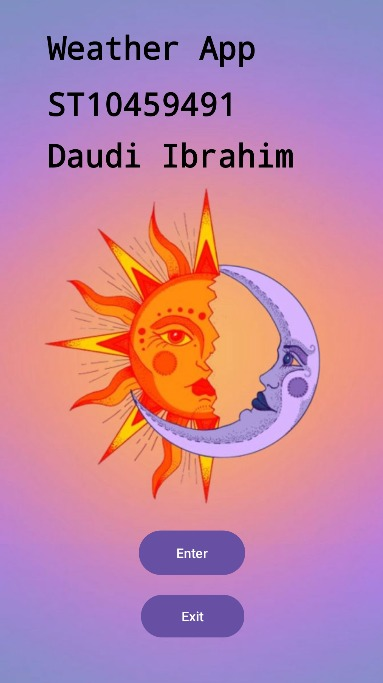 Weather App
ST10459491
Daudi Ibrahim
Enter
Exit